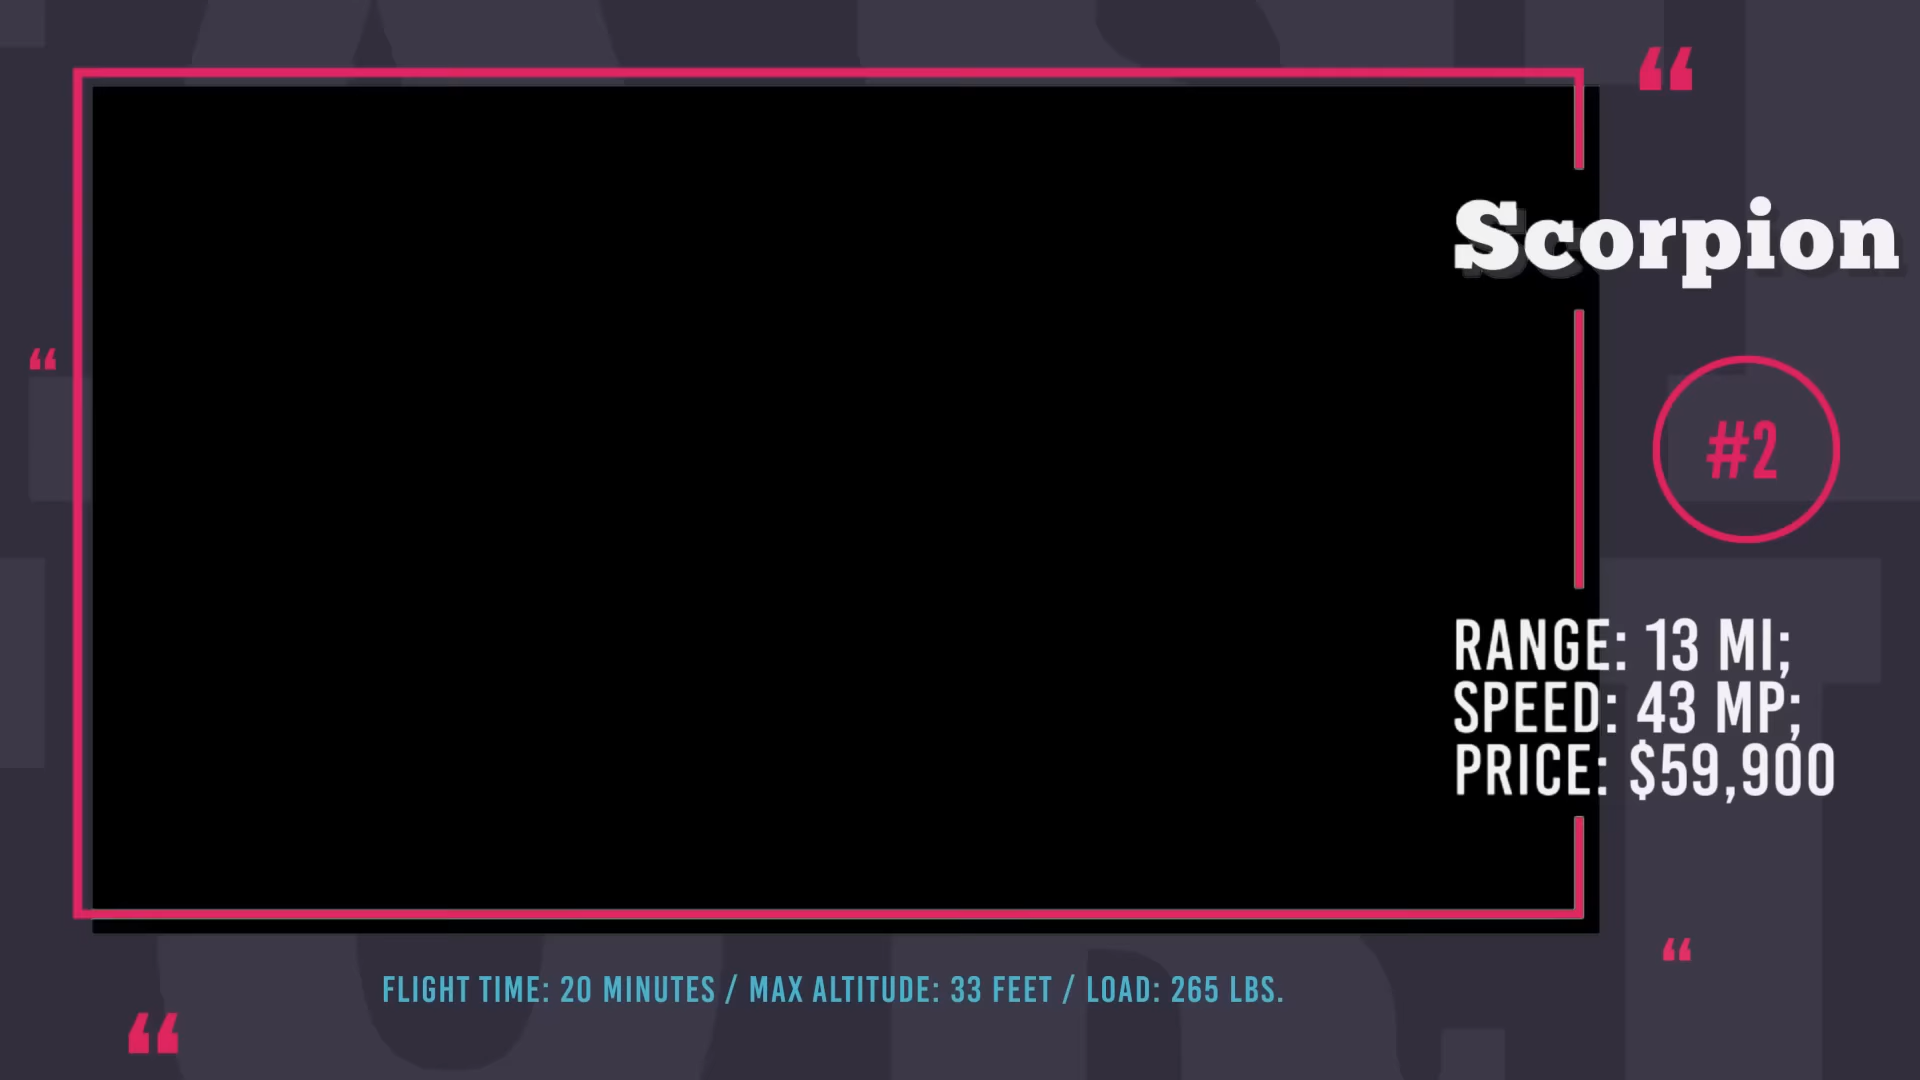 Scorpion
#2
RANGE: 13 MI;
SPEED: 43 MP;
PRICE: $59,900
FLIGHT TIME: 20 MINUTES / MAX ALTITUDE: 33 FEET / LOAD: 265 LBS.